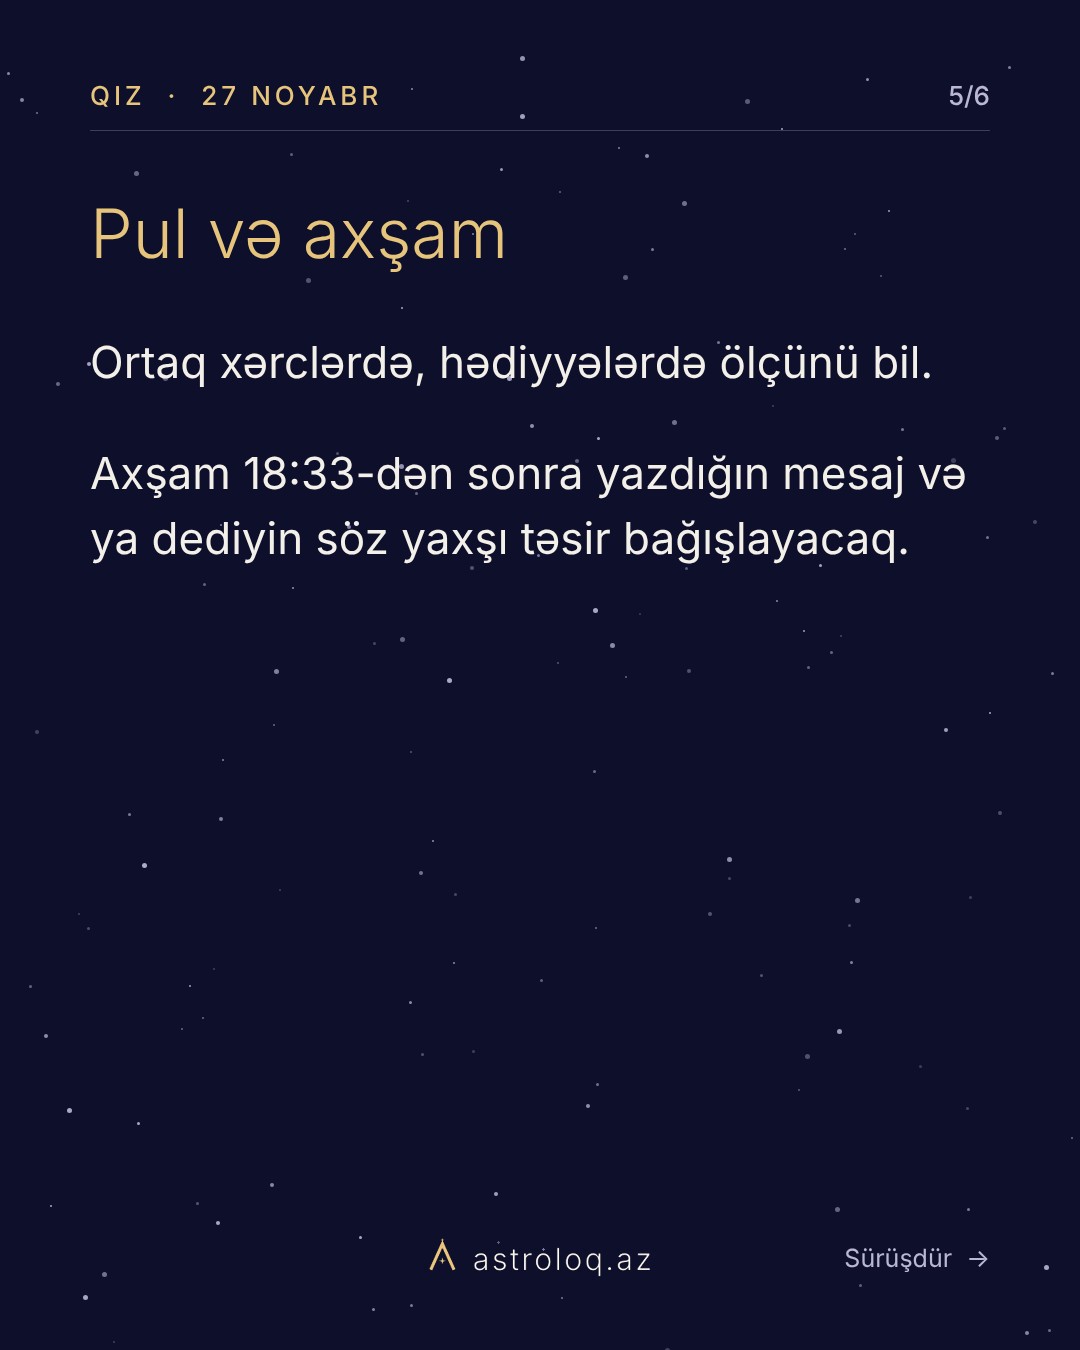 QIZ · 27 NOYABR
5/6
Pul və axşam
Ortaq xərclərdə, hədiyyələrdə ölçünü bil.
Axşam 18:33-dən sonra yazdığın mesaj və
ya dediyin söz yaxşı təsir bağışlayacaq.
astroloq.az
Sürüşdür →